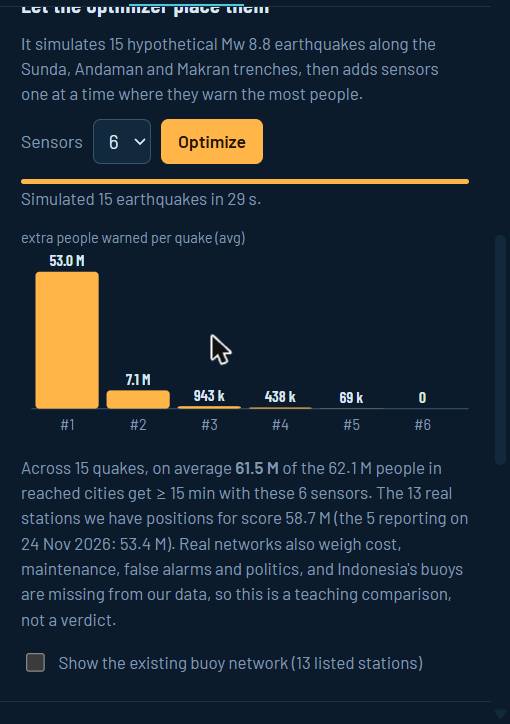 Let the Optimizer place them
It simulates 15 hypothetical Mw 8.8 earthquakes along the
Sunda, Andaman and Makran trenches, then adds sensors
one at a time where they warn the most people.
Sensors 6 Optimize
Simulated 15 earthquakes in 29 s.
extra people warned per quake (avg)
53.0 M
7.1 M
943 k
438 k
69 k
0
#1 #2 #3 #4 #5 #6
Across 15 quakes, on average 61.5 M of the 62.1 M people in
reached cities get ≥ 15 min with these 6 sensors. The 13 real
stations we have positions for score 58.7 M (the 5 reporting on
24 Nov 2026: 53.4 M). Real networks also weigh cost,
maintenance, false alarms and politics, and Indonesia's buoys
are missing from our data, so this is a teaching comparison,
not a verdict.
Show the existing buoy network (13 listed stations)